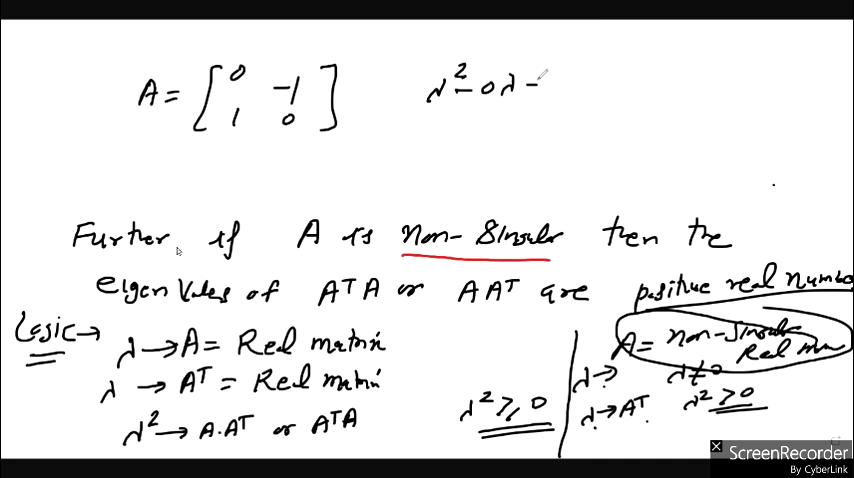 A = [ 0 -1
1 0 ]
λ² - 0λ -
Further if A is non-Singular then the
eigen values of AᵀA or AAᵀ are positive real number
Logic →
λ → A = Real matrix
λ → Aᵀ = Real matrix
λ² → A.Aᵀ or AᵀA
λ² ≥ 0
A = non-Singular
Real
λ → λ ≠ 0
λ → Aᵀ. λ² > 0
ScreenRecorder
By CyberLink